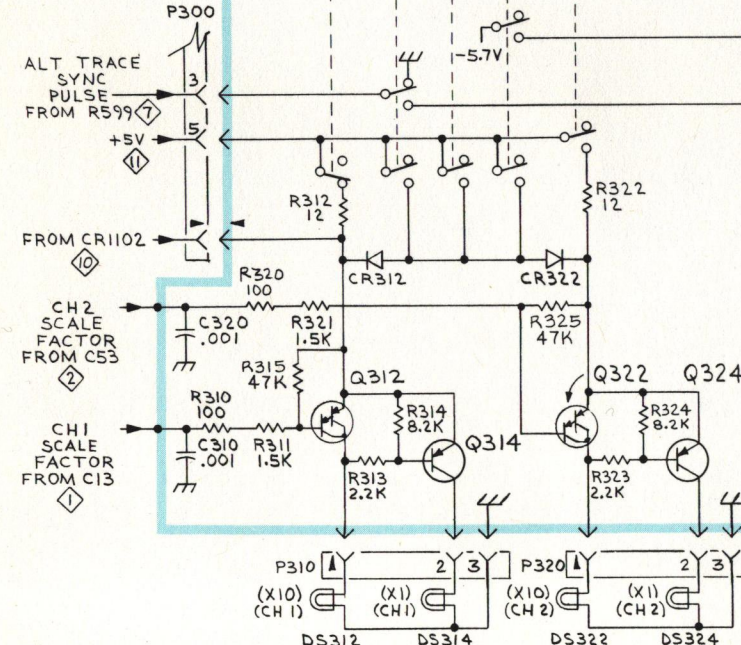 P300
ALT TRACE
SYNC
PULSE
FROM R599 7
3
-5.7V
+5V
11
5
R312
12
R322
12
FROM CR1102
10
CR312
CR322
R320
100
CH2
SCALE
FACTOR
FROM C53
2
C320
.001
R321
1.5K
R325
47K
R315
47K
Q312
Q322
Q324
R310
100
R314
8.2K
R324
8.2K
CH1
SCALE
FACTOR
FROM C13
1
C310
.001
R311
1.5K
Q314
R313
2.2K
R323
2.2K
P310
2
3
P320
2
3
(X10)
(CH 1)
(X1)
(CH1)
(X10)
(CH 2)
(X1)
(CH2)
DS312
DS314
DS322
DS324